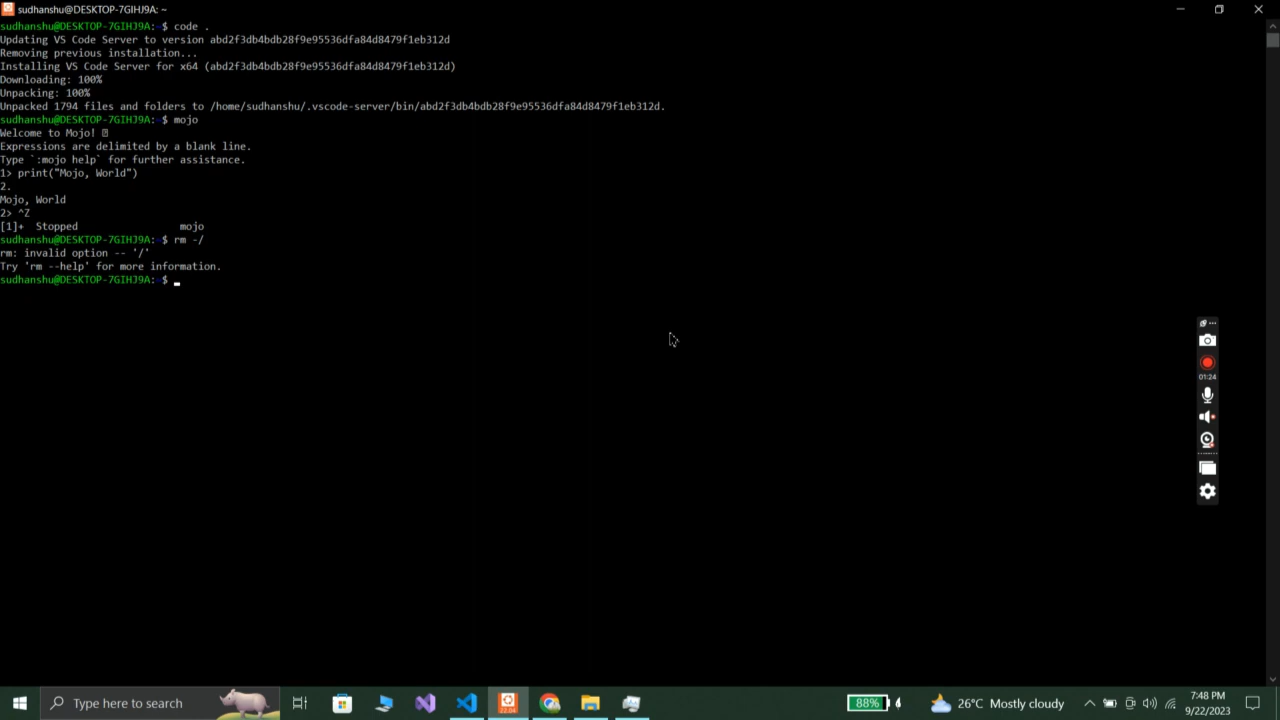 sudhanshu@DESKTOP-7GIHJ9A: ~
sudhanshu@DESKTOP-7GIHJ9A:~$ code .
Updating VS Code Server to version abd2f3db4bdb28f9e95536dfa84d8479f1eb312d
Removing previous installation...
Installing VS Code Server for x64 (abd2f3db4bdb28f9e95536dfa84d8479f1eb312d)
Downloading: 100%
Unpacking: 100%
Unpacked 1794 files and folders to /home/sudhanshu/.vscode-server/bin/abd2f3db4bdb28f9e95536dfa84d8479f1eb312d.
sudhanshu@DESKTOP-7GIHJ9A:~$ mojo
Welcome to Mojo!
Expressions are delimited by a blank line.
Type `:mojo help` for further assistance.
1> print("Mojo, World")
2.
Mojo, World
2> ^Z
[1]+ Stopped mojo
sudhanshu@DESKTOP-7GIHJ9A:~$ rm -/
rm: invalid option -- '/'
Try 'rm --help' for more information.
sudhanshu@DESKTOP-7GIHJ9A:~$
01:24
Type here to search
88%
26°C Mostly cloudy
7:48 PM
9/22/2023